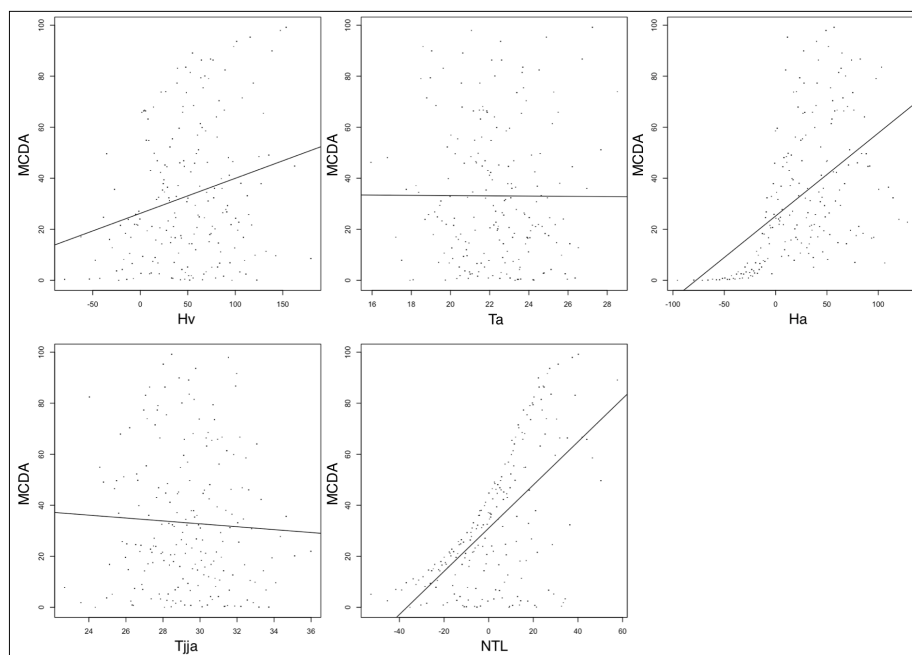 MCDA
0 20 40 60 80 100
-50 0 50 100 150
Hv
MCDA
0 20 40 60 80 100
16 18 20 22 24 26 28
Ta
MCDA
0 20 40 60 80 100
-100 -50 0 50 100
Ha
MCDA
0 20 40 60 80 100
24 26 28 30 32 34 36
Tjja
MCDA
0 20 40 60 80 100
-40 -20 0 20 40 60
NTL